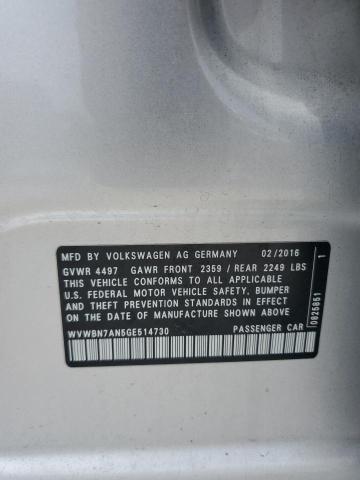 MFD. BY VOLKSWAGEN AG GERMANY 02/2016
GVWR 4497 GAWR FRONT 2359 / REAR 2249 LBS
THIS VEHICLE CONFORMS TO ALL APPLICABLE
U.S. FEDERAL MOTOR VEHICLE SAFETY, BUMPER
AND THEFT PREVENTION STANDARDS IN EFFECT
ON THE DATE OF MANUFACTURE SHOWN ABOVE.
WVWBN7AN5GE514730 PASSENGER CAR
0825851 1